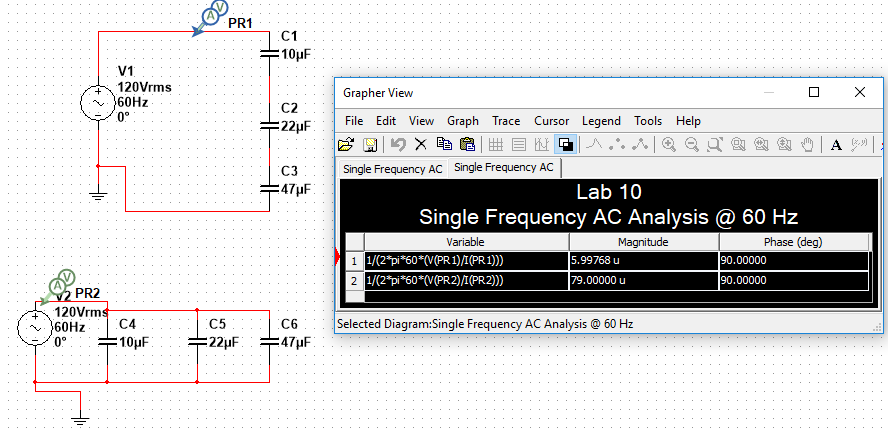 A V
PR1
C1
10µF
V1
120Vrms
60Hz
0°
C2
22µF
C3
47µF
A V
V2 PR2
120Vrms
60Hz
0°
C4
10µF
C5
22µF
C6
47µF
Grapher View
File Edit View Graph Trace Cursor Legend Tools Help
A
Single Frequency AC Single Frequency AC
Lab 10
Single Frequency AC Analysis @ 60 Hz
Variable Magnitude Phase (deg)
1 1/(2*pi*60*(V(PR1)/I(PR1))) 5.99768 u 90.00000
2 1/(2*pi*60*(V(PR2)/I(PR2))) 79.00000 u 90.00000
Selected Diagram:Single Frequency AC Analysis @ 60 Hz